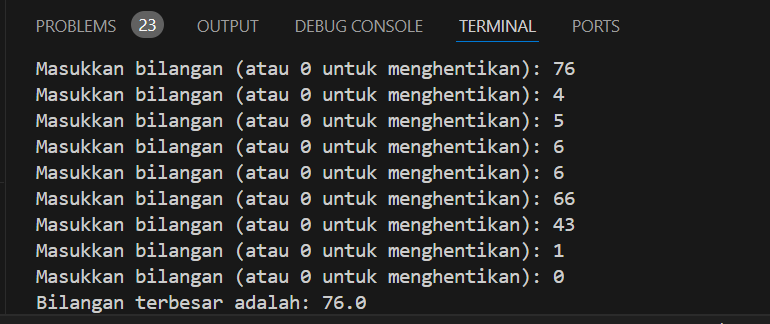 PROBLEMS 23 OUTPUT DEBUG CONSOLE TERMINAL PORTS
Masukkan bilangan (atau 0 untuk menghentikan): 76
Masukkan bilangan (atau 0 untuk menghentikan): 4
Masukkan bilangan (atau 0 untuk menghentikan): 5
Masukkan bilangan (atau 0 untuk menghentikan): 6
Masukkan bilangan (atau 0 untuk menghentikan): 6
Masukkan bilangan (atau 0 untuk menghentikan): 66
Masukkan bilangan (atau 0 untuk menghentikan): 43
Masukkan bilangan (atau 0 untuk menghentikan): 1
Masukkan bilangan (atau 0 untuk menghentikan): 0
Bilangan terbesar adalah: 76.0